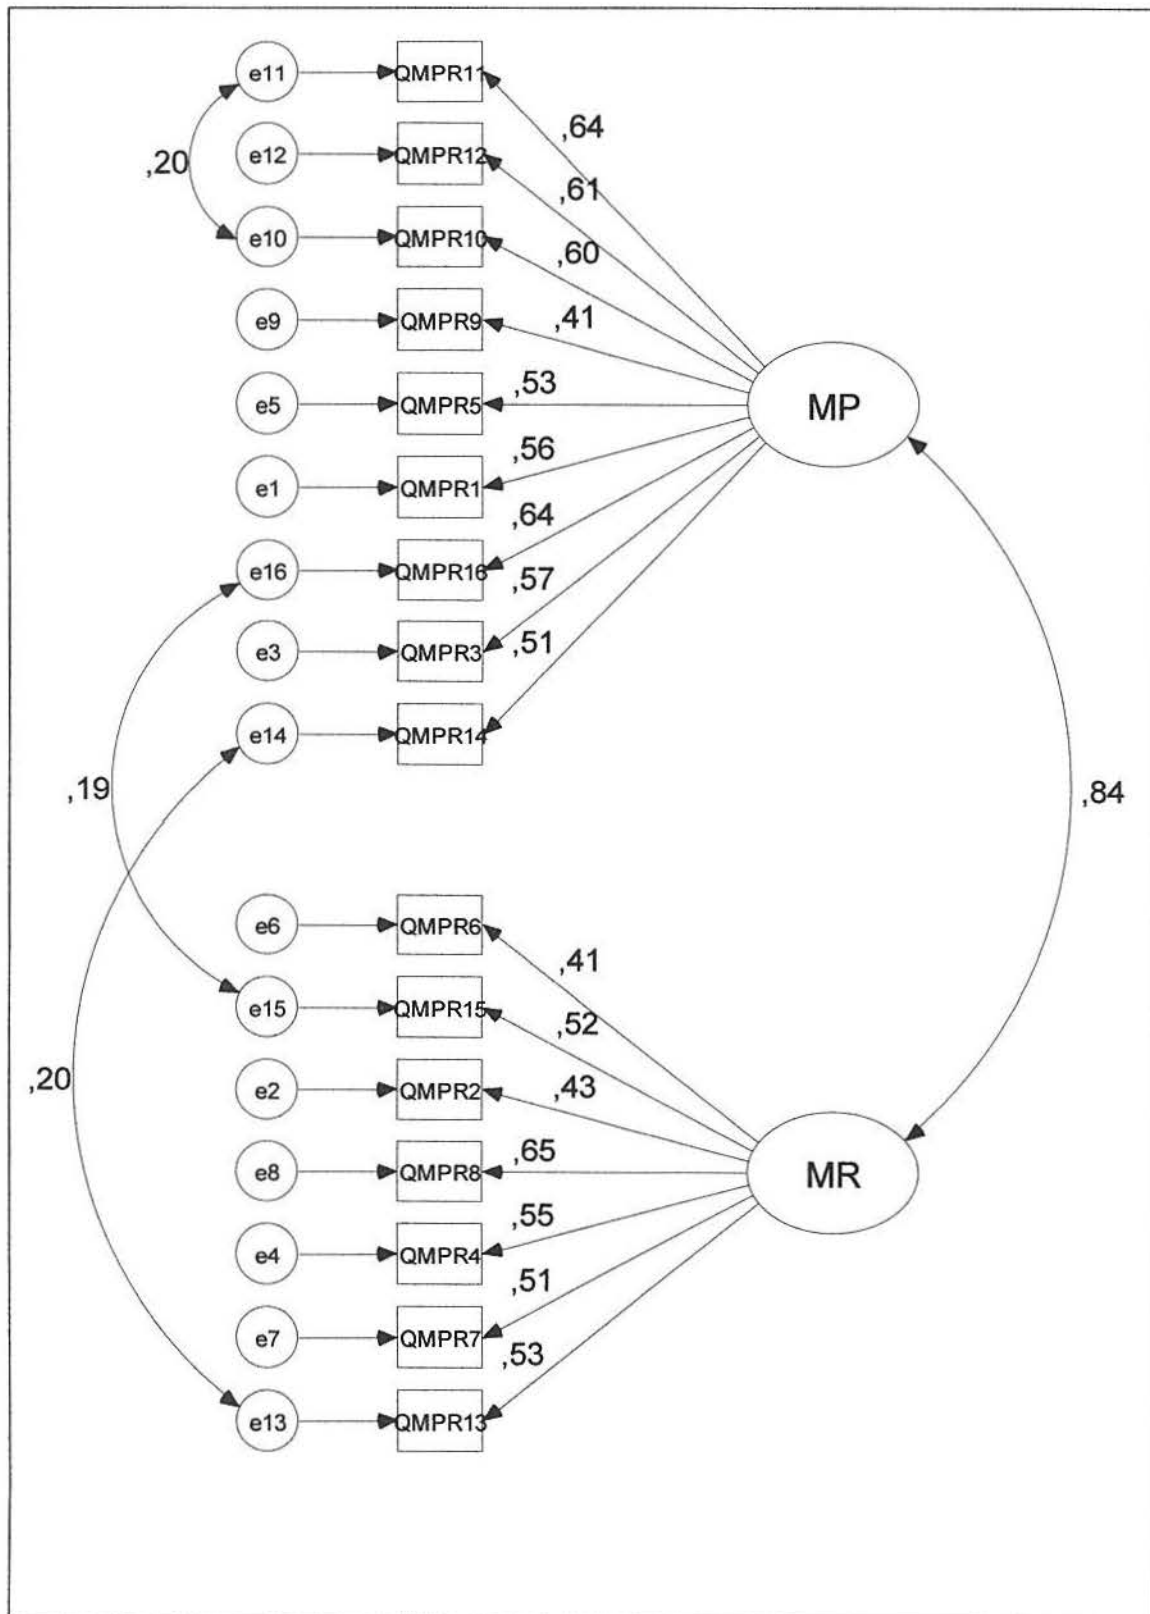 e11 QMPR11
,64
e12 QMPR12
,20
,61
e10 QMPR10
,60
e9 QMPR9
,41
e5 QMPR5
,53
MP
e1 QMPR1
,56
e16 QMPR16
,64
,57
e3 QMPR3
,51
e14 QMPR14
,19
,84
e6 QMPR6
,41
e15 QMPR15
,52
,20
e2 QMPR2
,43
e8 QMPR8
,65
MR
e4 QMPR4
,55
,51
e7 QMPR7
,53
e13 QMPR13